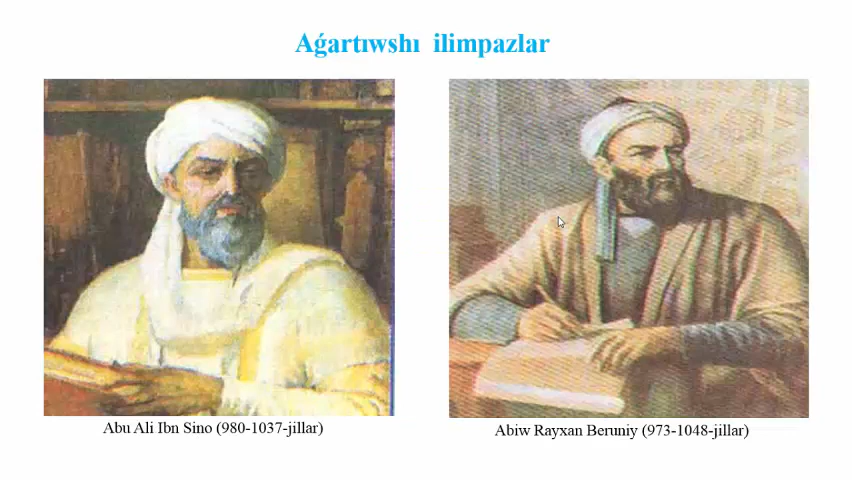 Aǵartıwshı ilimpazlar
Abu Ali Ibn Sino (980-1037-jillar)
Abiw Rayxan Beruniy (973-1048-jillar)